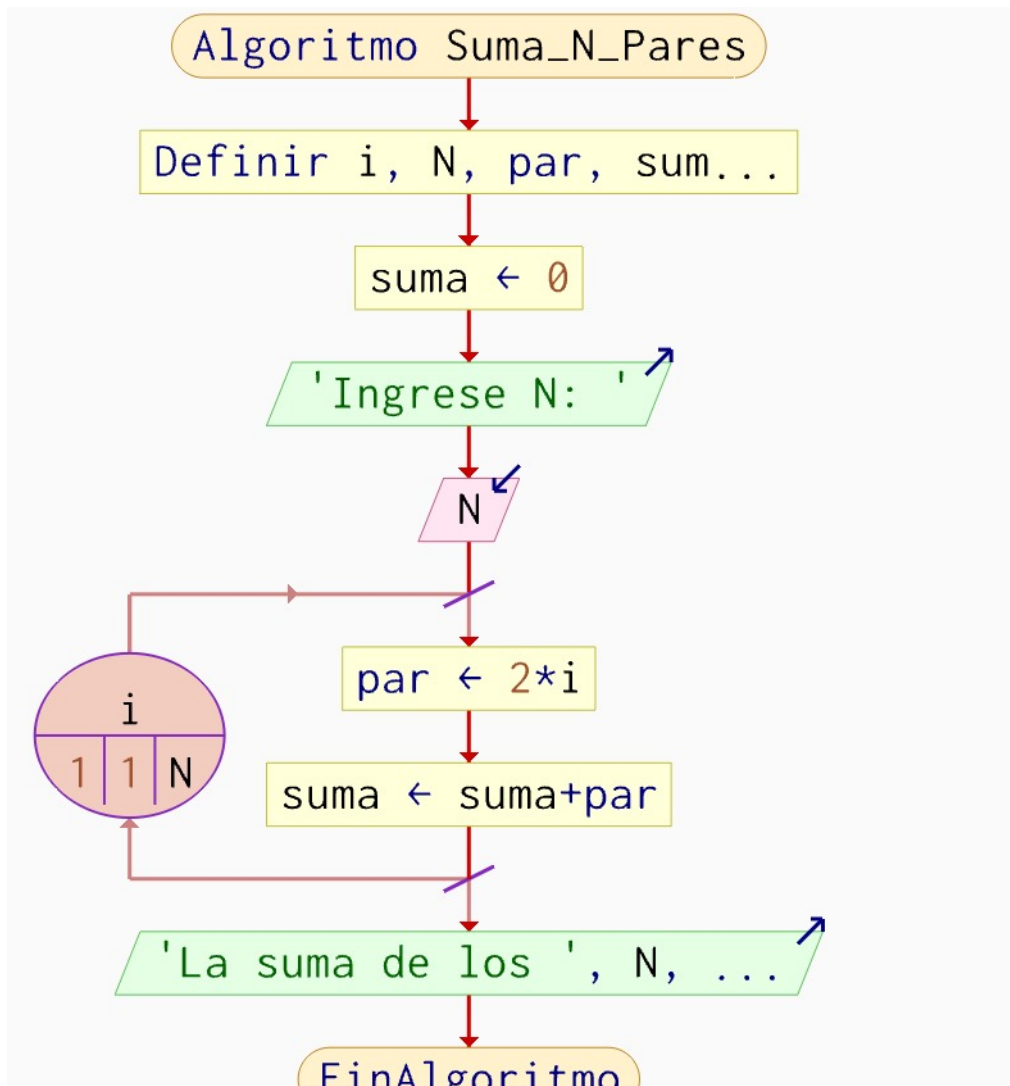 Algoritmo Suma_N_Pares
Definir i, N, par, sum...
suma ← 0
'Ingrese N: '
N
par ← 2*i
i
1 1 N
suma ← suma+par
'La suma de los ', N, ...
FinAlgoritmo